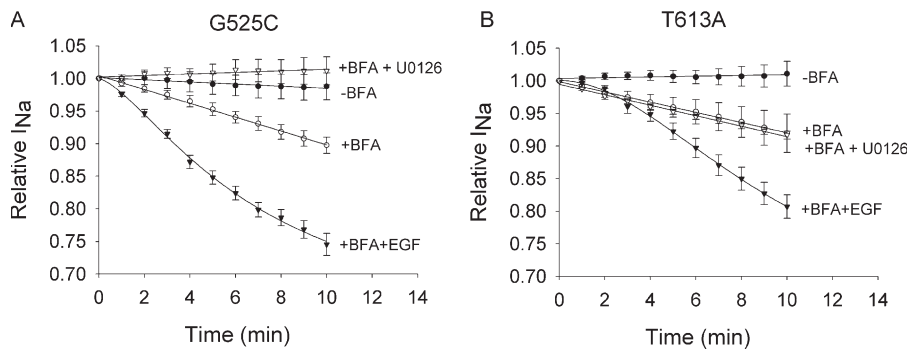 A
G525C
1.05
1.00
0.95
0.90
0.85
0.80
0.75
0.70
Relative INa
+BFA + U0126
-BFA
+BFA
+BFA+EGF
0 2 4 6 8 10 12 14
Time (min)
B
T613A
1.05
1.00
0.95
0.90
0.85
0.80
0.75
0.70
Relative INa
-BFA
+BFA
+BFA + U0126
+BFA+EGF
0 2 4 6 8 10 12 14
Time (min)